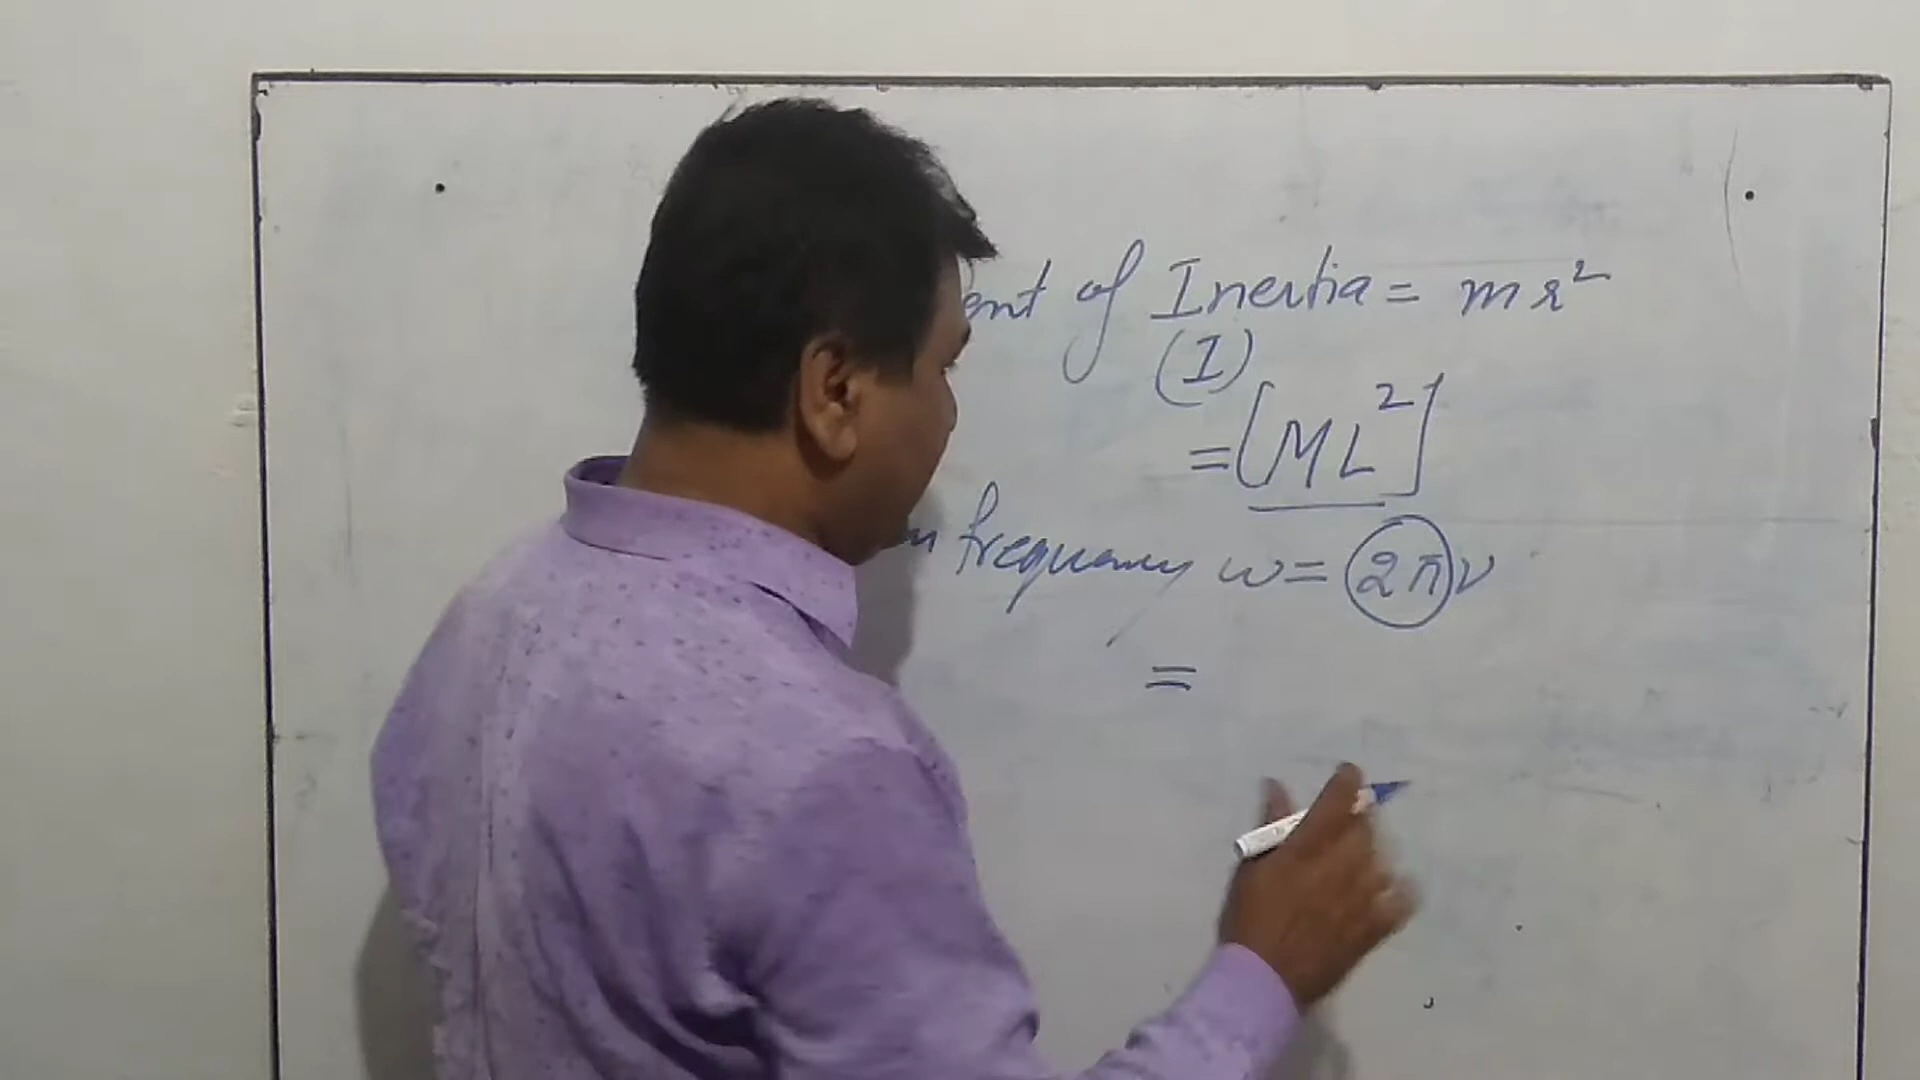 ent of Inertia = mr²
(I)
= [ML²]
frequency ω = 2πν
=